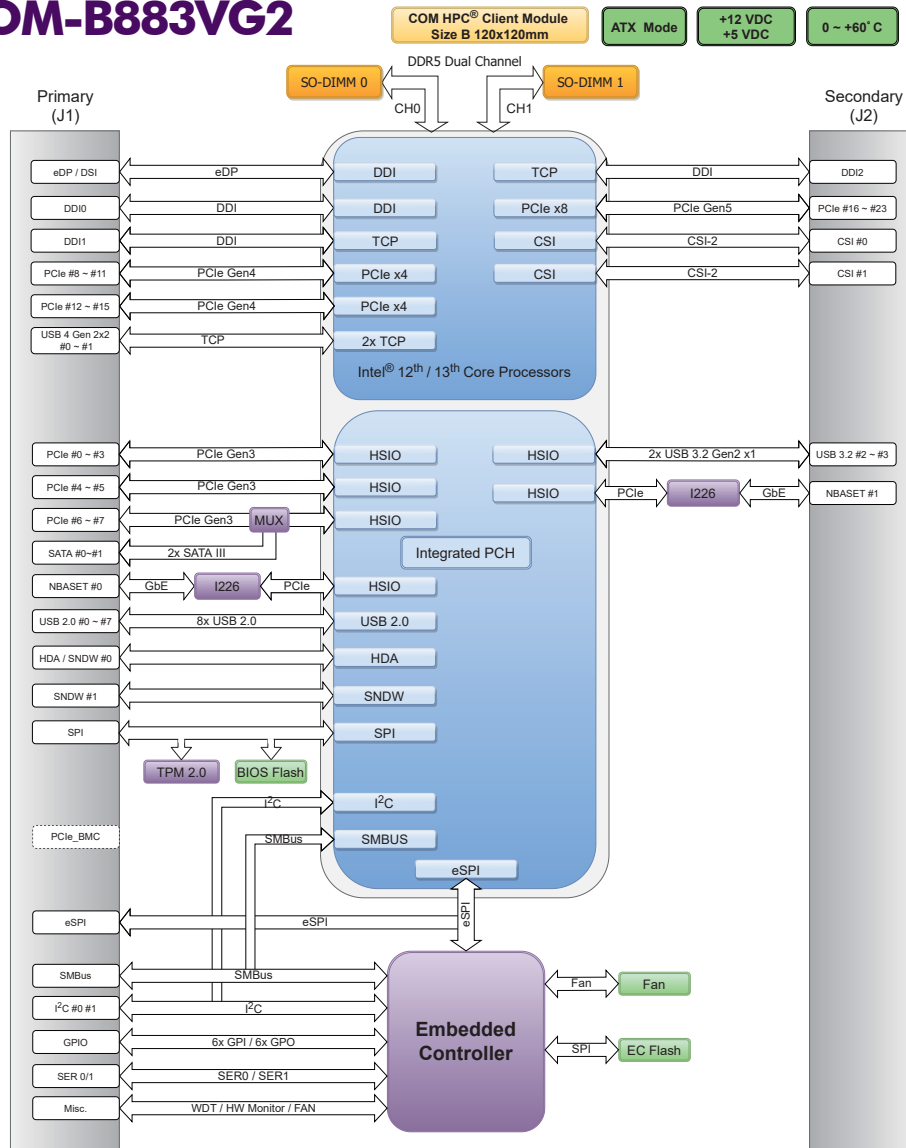 OM-B883VG2
COM HPC® Client Module
Size B 120x120mm
ATX Mode
+12 VDC
+5 VDC
0 ~ +60˚ C
DDR5 Dual Channel
SO-DIMM 0
SO-DIMM 1
CH0
CH1
Primary
(J1)
Secondary
(J2)
eDP / DSI
eDP
DDI
TCP
DDI
DDI2
DDI0
DDI
DDI
PCIe x8
PCIe Gen5
PCIe #16 ~ #23
DDI1
DDI
TCP
CSI
CSI-2
CSI #0
PCIe #8 ~ #11
PCIe Gen4
PCIe x4
CSI
CSI-2
CSI #1
PCIe #12 ~ #15
PCIe Gen4
PCIe x4
USB 4 Gen 2x2
#0 ~ #1
TCP
2x TCP
Intel® 12th / 13th Core Processors
PCIe #0 ~ #3
PCIe Gen3
HSIO
HSIO
2x USB 3.2 Gen2 x1
USB 3.2 #2 ~ #3
PCIe #4 ~ #5
PCIe Gen3
HSIO
HSIO
PCIe
I226
GbE
NBASET #1
PCIe #6 ~ #7
PCIe Gen3
MUX
HSIO
SATA #0~#1
2x SATA III
Integrated PCH
NBASET #0
GbE
I226
PCIe
HSIO
USB 2.0 #0 ~ #7
8x USB 2.0
USB 2.0
HDA / SNDW #0
HDA
SNDW #1
SNDW
SPI
SPI
TPM 2.0
BIOS Flash
I2C
I2C
PCIe_BMC
SMBus
SMBUS
eSPI
eSPI
eSPI
eSPI
SMBus
SMBus
Fan
Fan
I2C #0 #1
I2C
Embedded
Controller
GPIO
6x GPI / 6x GPO
SPI
EC Flash
SER 0/1
SER0 / SER1
Misc.
WDT / HW Monitor / FAN